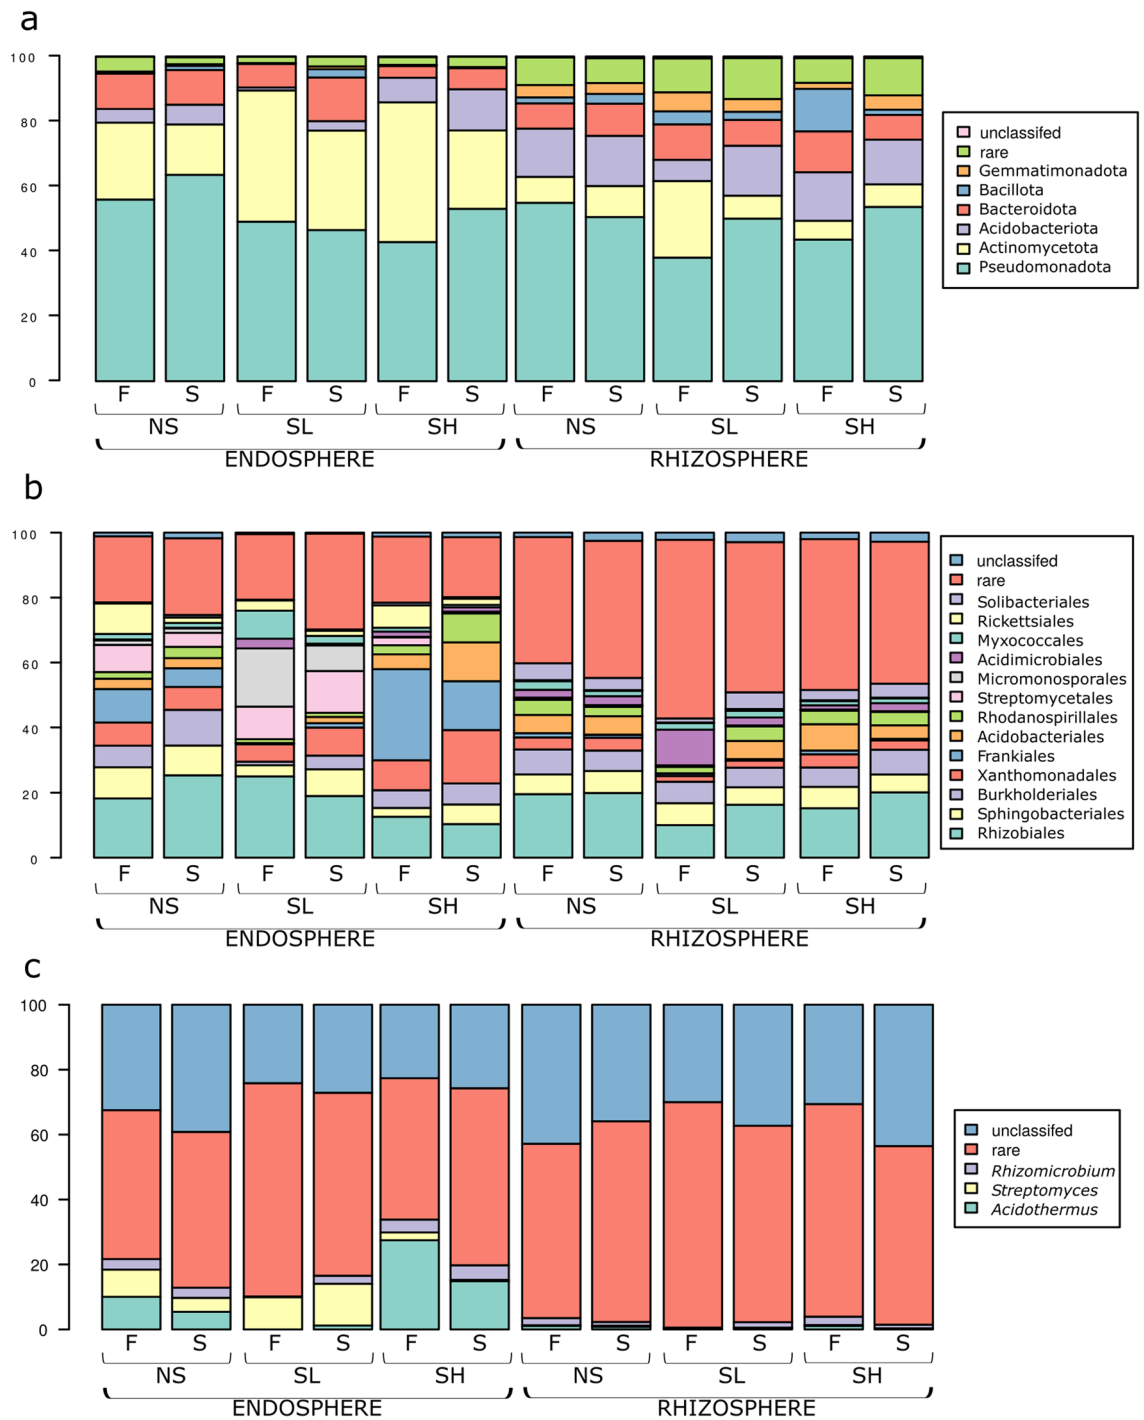 a
100
80
60
40
20
0
unclassifed
rare
Gemmatimonadota
Bacillota
Bacteroidota
Acidobacteriota
Actinomycetota
Pseudomonadota
F S F S F S F S F S F S
NS SL SH NS SL SH
ENDOSPHERE RHIZOSPHERE
b
100
80
60
40
20
0
unclassifed
rare
Solibacteriales
Rickettsiales
Myxococcales
Acidimicrobiales
Micromonosporales
Streptomycetales
Rhodanospirillales
Acidobacteriales
Frankiales
Xanthomonadales
Burkholderiales
Sphingobacteriales
Rhizobiales
F S F S F S F S F S F S
NS SL SH NS SL SH
ENDOSPHERE RHIZOSPHERE
c
100
80
60
40
20
0
unclassifed
rare
Rhizomicrobium
Streptomyces
Acidothermus
F S F S F S F S F S F S
NS SL SH NS SL SH
ENDOSPHERE RHIZOSPHERE